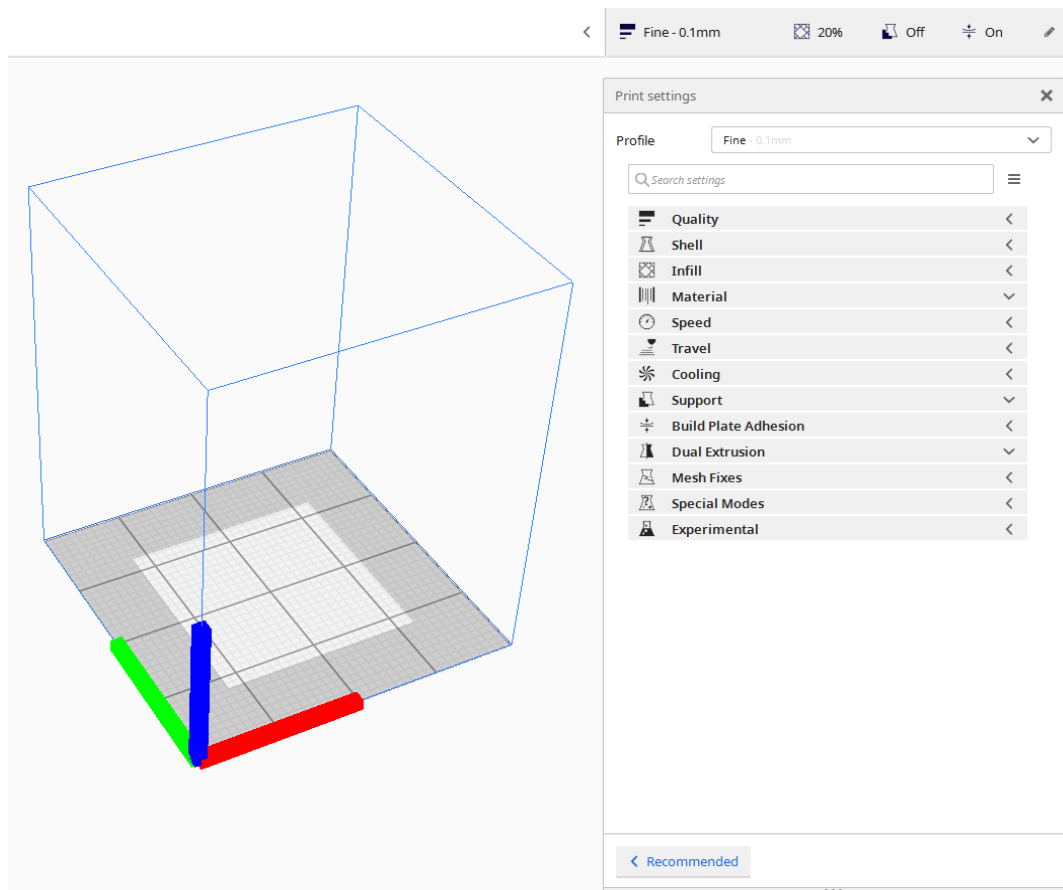 Fine - 0.1mm 20% Off On
Print settings
Profile Fine - 0.1mm
Search settings
Quality
Shell
Infill
Material
Speed
Travel
Cooling
Support
Build Plate Adhesion
Dual Extrusion
Mesh Fixes
Special Modes
Experimental
Recommended